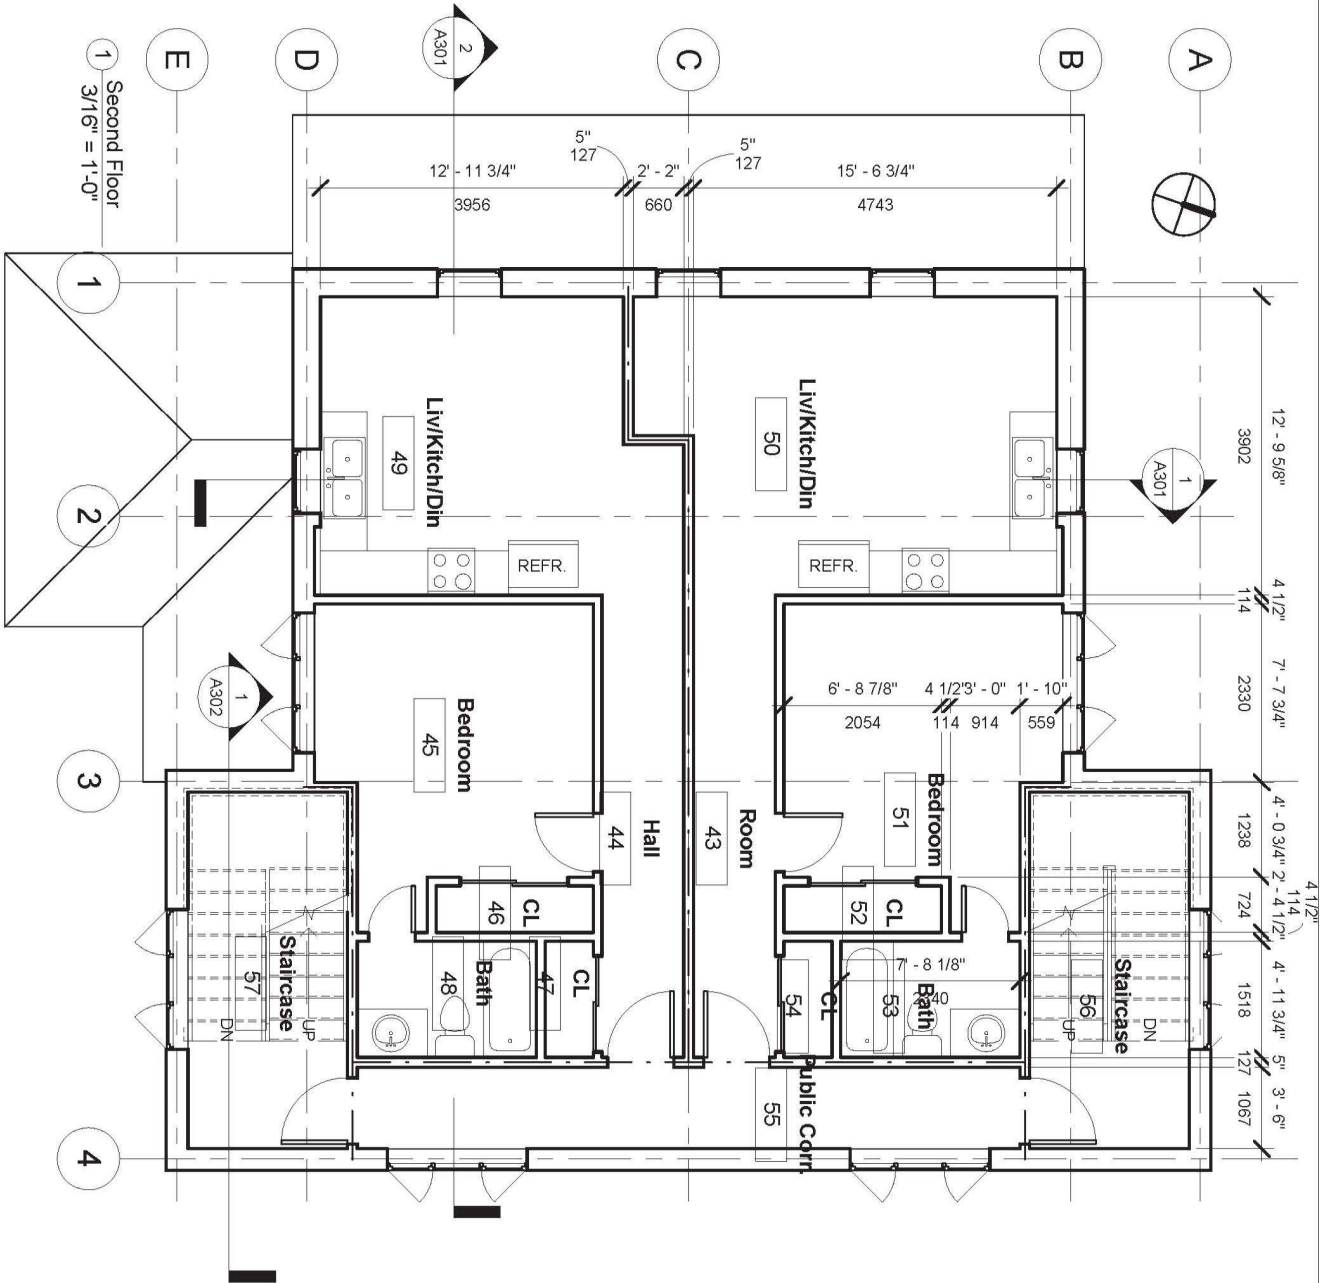 E
D
2
A301
C
B
A
1
Second Floor
3/16" = 1'-0"
5"
127
5"
127
12' - 11 3/4"
3956
2' - 2"
660
15' - 6 3/4"
4743
1
2
3
4
12' - 9 5/8"
3902
4 1/2"
114
7' - 7 3/4"
2330
4' - 0 3/4"
1238
2' - 4 1/2"
724
4 1/2"
114
4' - 11 3/4"
1518
5"
127
3' - 6"
1067
1
A301
1
A302
Liv/Kitch/Din
49
Liv/Kitch/Din
50
REFR.
REFR.
6' - 8 7/8"
2054
4 1/2"
114
3' - 0"
914
1' - 10"
559
Bedroom
45
Hall
44
Room
43
Bedroom
51
CL
46
CL
52
CL
47
Bath
48
CL
54
7' - 8 1/8"
Bath
53
Staircase
57
UP
DN
Staircase
56
UP
DN
Public Corr.
55